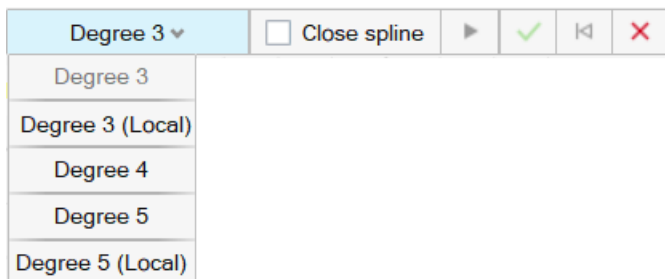 Degree 3 Close spline
Degree 3
Degree 3 (Local)
Degree 4
Degree 5
Degree 5 (Local)